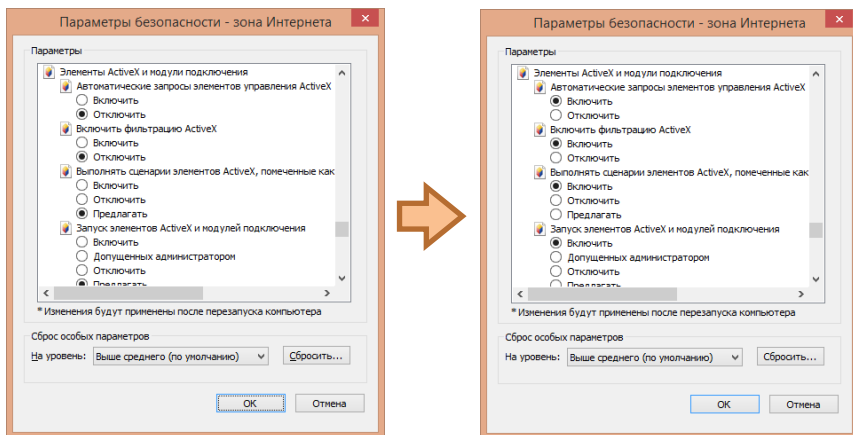 Параметры безопасности - зона Интернета
Параметры
Элементы ActiveX и модули подключения
Автоматические запросы элементов управления ActiveX
Включить
Отключить
Включить фильтрацию ActiveX
Включить
Отключить
Выполнять сценарии элементов ActiveX, помеченные как
Включить
Отключить
Предлагать
Запуск элементов ActiveX и модулей подключения
Включить
Допущенных администратором
Отключить
Предлагать
* Изменения будут применены после перезапуска компьютера
Сброс особых параметров
На уровень: Выше среднего (по умолчанию) Сбросить...
OK Отмена
Параметры безопасности - зона Интернета
Параметры
Элементы ActiveX и модули подключения
Автоматические запросы элементов управления ActiveX
Включить
Отключить
Включить фильтрацию ActiveX
Включить
Отключить
Выполнять сценарии элементов ActiveX, помеченные как
Включить
Отключить
Предлагать
Запуск элементов ActiveX и модулей подключения
Включить
Допущенных администратором
Отключить
Предлагать
* Изменения будут применены после перезапуска компьютера
Сброс особых параметров
На уровень: Выше среднего (по умолчанию) Сбросить...
OK Отмена